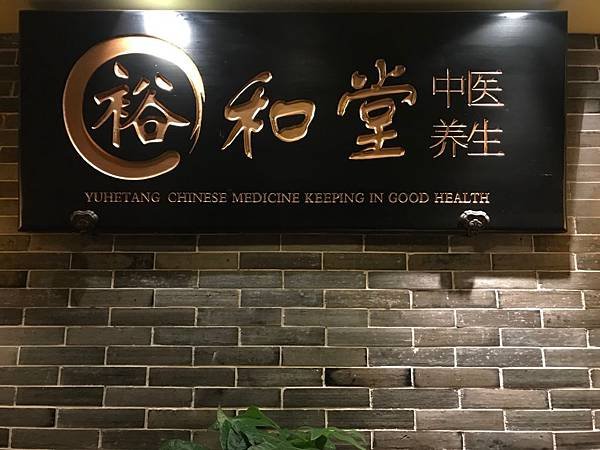 裕和堂
中医
养生
YUHETANG CHINESE MEDICINE KEEPING IN GOOD HEALTH